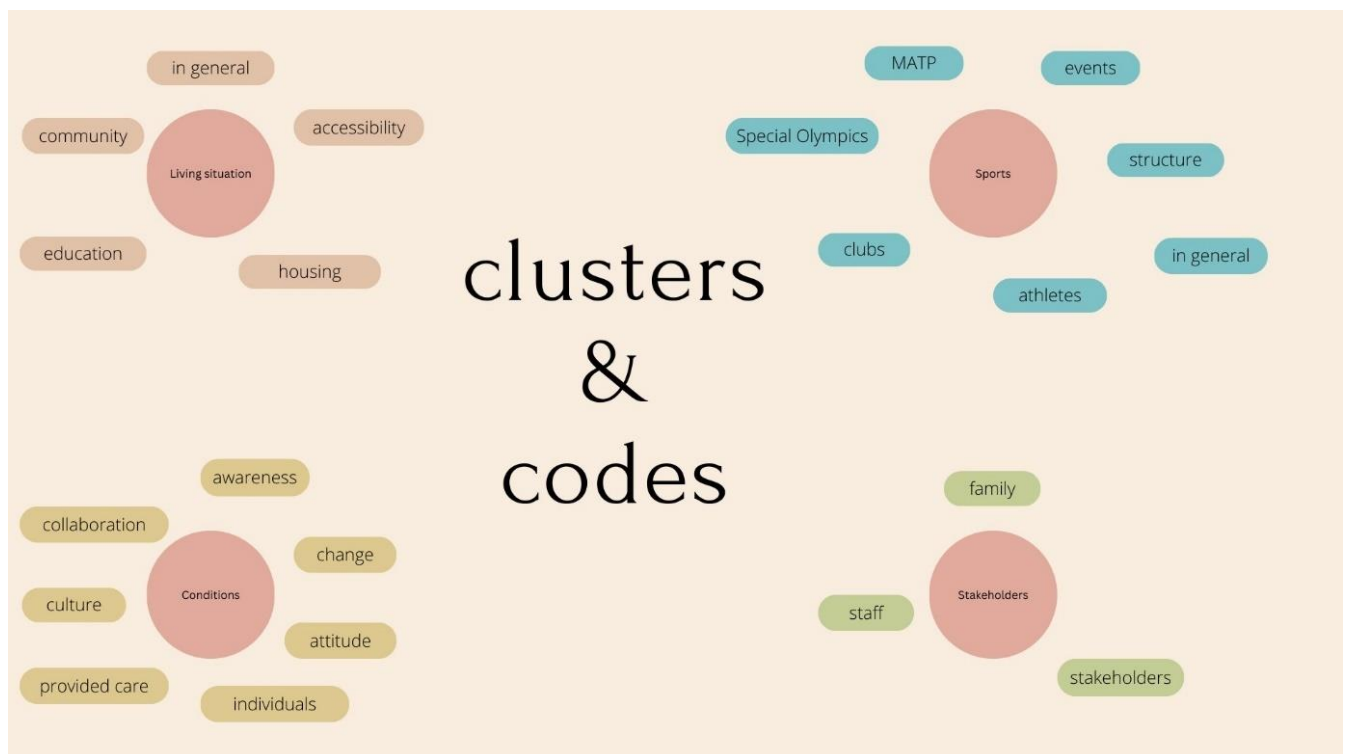 in general
community
accessibility
Living situation
education
housing
MATP
events
Special Olympics
structure
Sports
clubs
in general
athletes
clusters
&
codes
awareness
collaboration
change
Conditions
culture
attitude
provided care
individuals
family
Stakeholders
staff
stakeholders